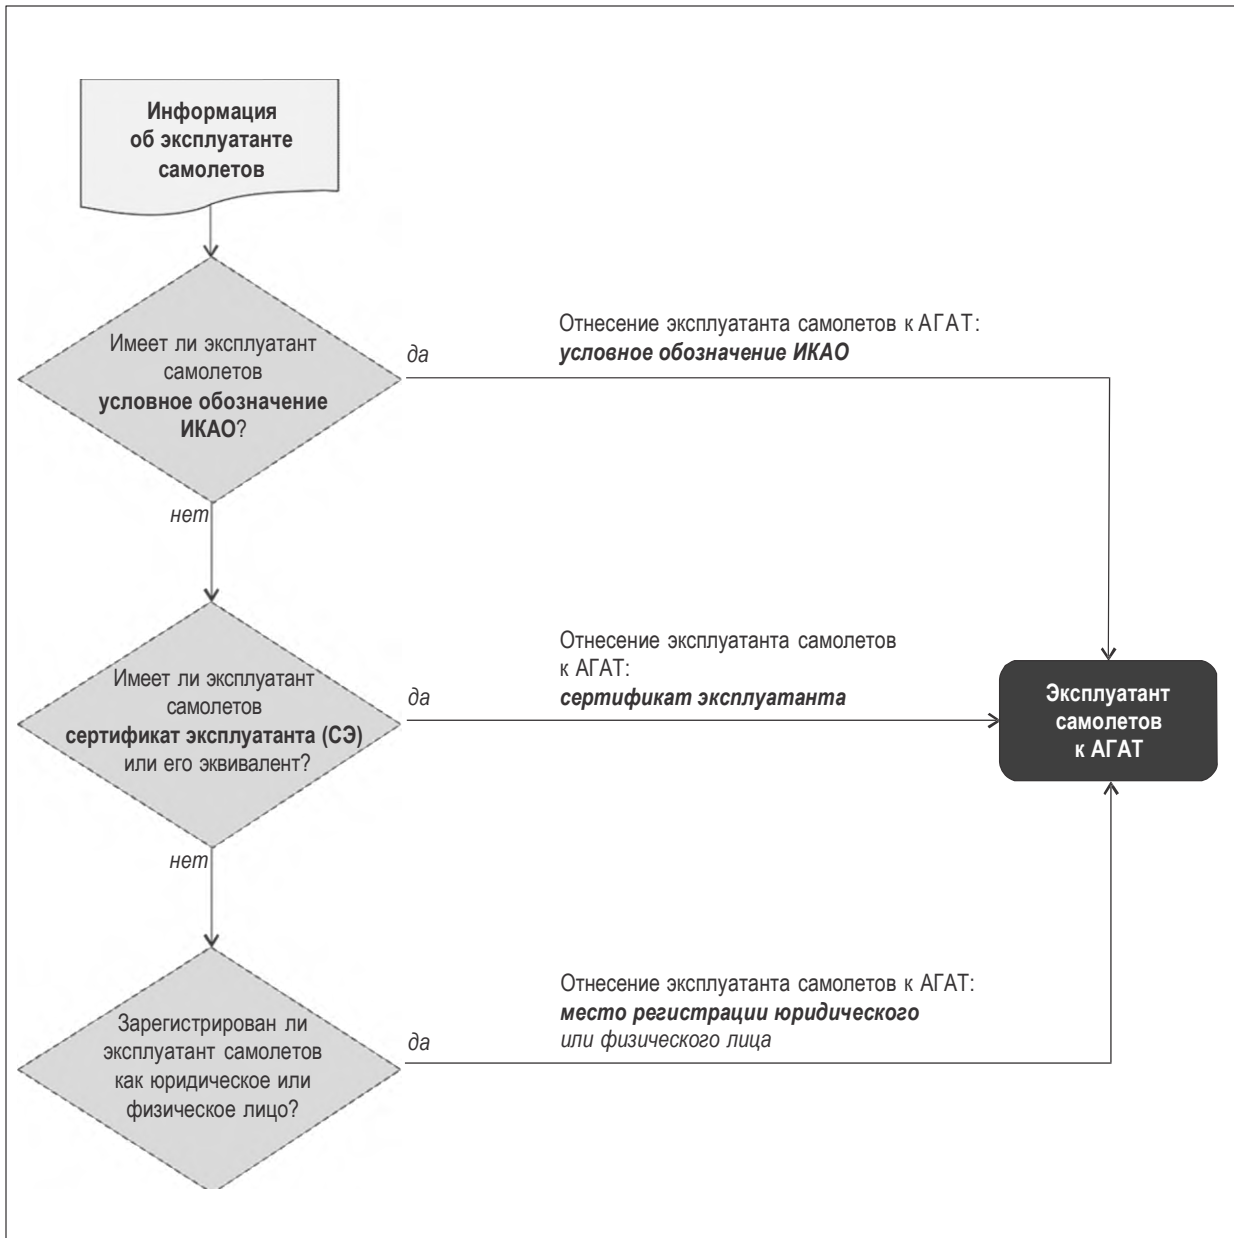 Информация
об эксплуатанте
самолетов
Имеет ли эксплуатант
самолетов
условное обозначение
ИКАО?
да
Отнесение эксплуатанта самолетов к АГАТ:
условное обозначение ИКАО
нет
Имеет ли эксплуатант
самолетов
сертификат эксплуатанта (СЭ)
или его эквивалент?
да
Отнесение эксплуатанта самолетов
к АГАТ:
сертификат эксплуатанта
Эксплуатант
самолетов
к АГАТ
нет
Зарегистрирован ли
эксплуатант самолетов
как юридическое или
физическое лицо?
да
Отнесение эксплуатанта самолетов к АГАТ:
место регистрации юридического
или физического лица